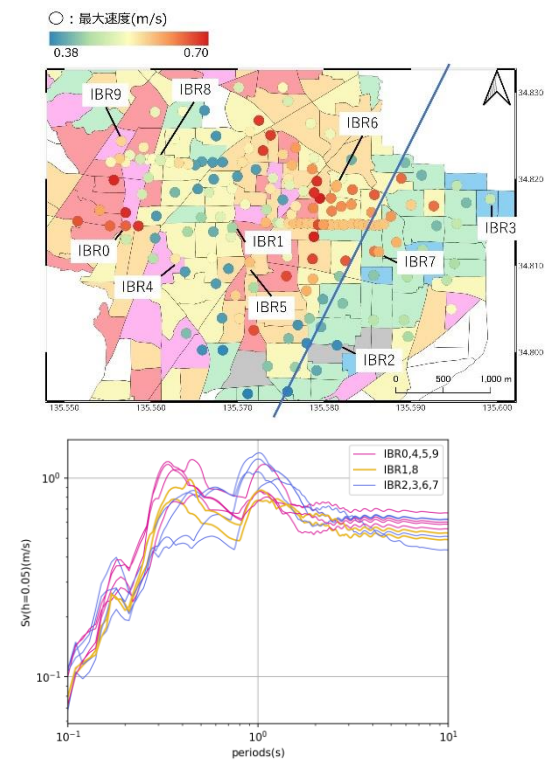 ○：最大速度(m/s)
0.38 0.70
IBR9
IBR8
IBR6
IBR3
IBR0
IBR1
IBR4
IBR7
IBR5
IBR2
34.830
34.820
34.810
34.800
0 500 1,000 m
135.550 135.560 135.570 135.580 135.590 135.600
IBR0,4,5,9
IBR1,8
IBR2,3,6,7
Sv(h=0.05)(m/s)
10⁰
10⁻¹
10⁻¹ 10⁰ 10¹
periods(s)